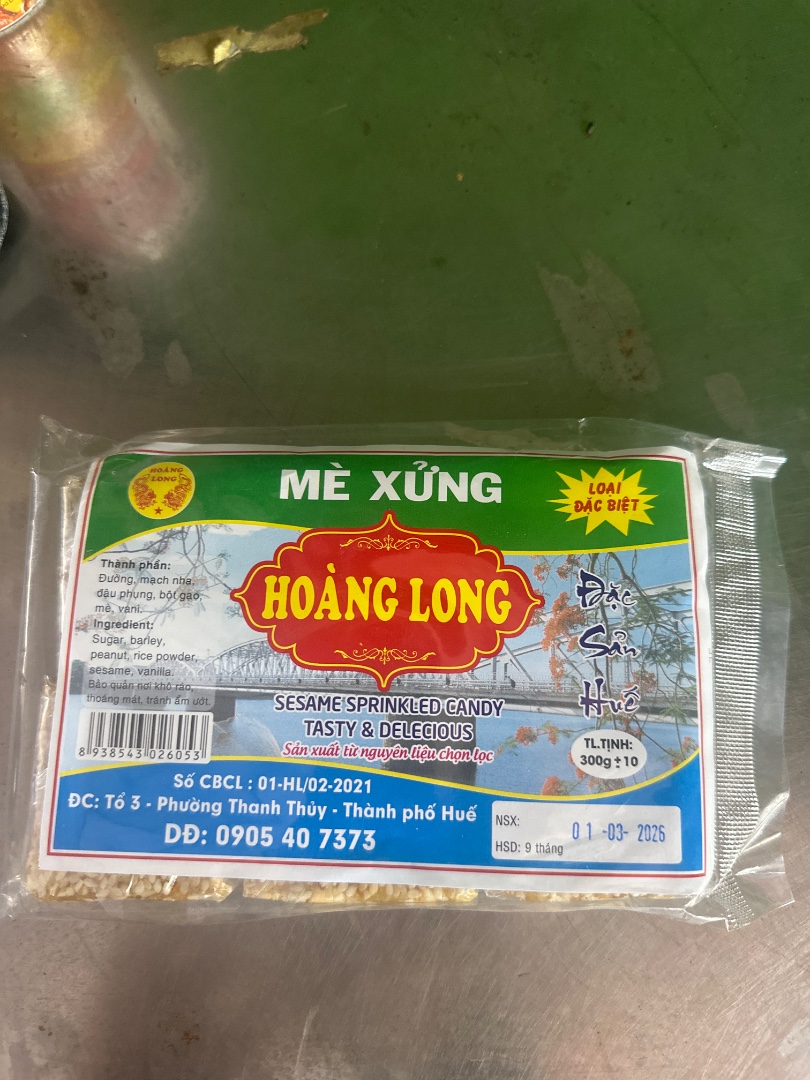 HOÀNG
LONG
MÈ XỬNG
LOẠI
ĐẶC BIỆT
Thành phần:
Đường, mạch nha,
đậu phụng, bột gạo,
mè, vani.
Ingredient:
Sugar, barley,
peanut, rice powder,
sesame, vanilla.
Bảo quản nơi khô ráo,
thoáng mát, tránh ẩm ướt.
8 938543 026053
HOÀNG LONG
SESAME SPRINKLED CANDY
TASTY & DELECIOUS
Sản xuất từ nguyên liệu chọn lọc
Đặc
Sản
Huế
TL.TỊNH:
300g ± 10
Số CBCL : 01-HL/02-2021
ĐC: Tổ 3 - Phường Thanh Thủy - Thành phố Huế
DĐ: 0905 40 7373
NSX: 01-03-2026
HSD: 9 tháng